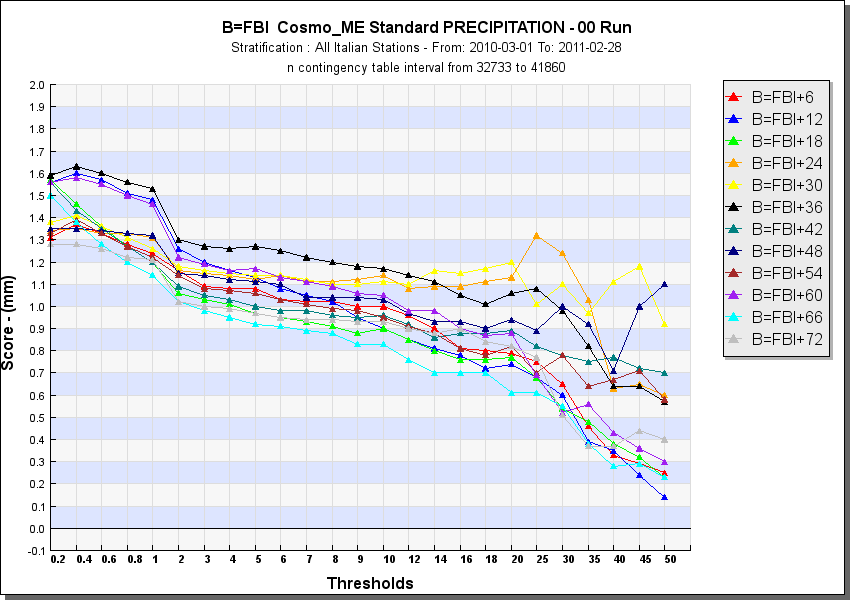 B=FBI Cosmo_ME Standard PRECIPITATION - 00 Run
Stratification : All Italian Stations - From: 2010-03-01 To: 2011-02-28
n contingency table interval from 32733 to 41860
Score - (mm)
2.0
1.9
1.8
1.7
1.6
1.5
1.4
1.3
1.2
1.1
1.0
0.9
0.8
0.7
0.6
0.5
0.4
0.3
0.2
0.1
0.0
-0.1
0.2 0.4 0.6 0.8 1 2 3 4 5 6 7 8 9 10 12 14 16 18 20 25 30 35 40 45 50
Thresholds
B=FBI+6
B=FBI+12
B=FBI+18
B=FBI+24
B=FBI+30
B=FBI+36
B=FBI+42
B=FBI+48
B=FBI+54
B=FBI+60
B=FBI+66
B=FBI+72